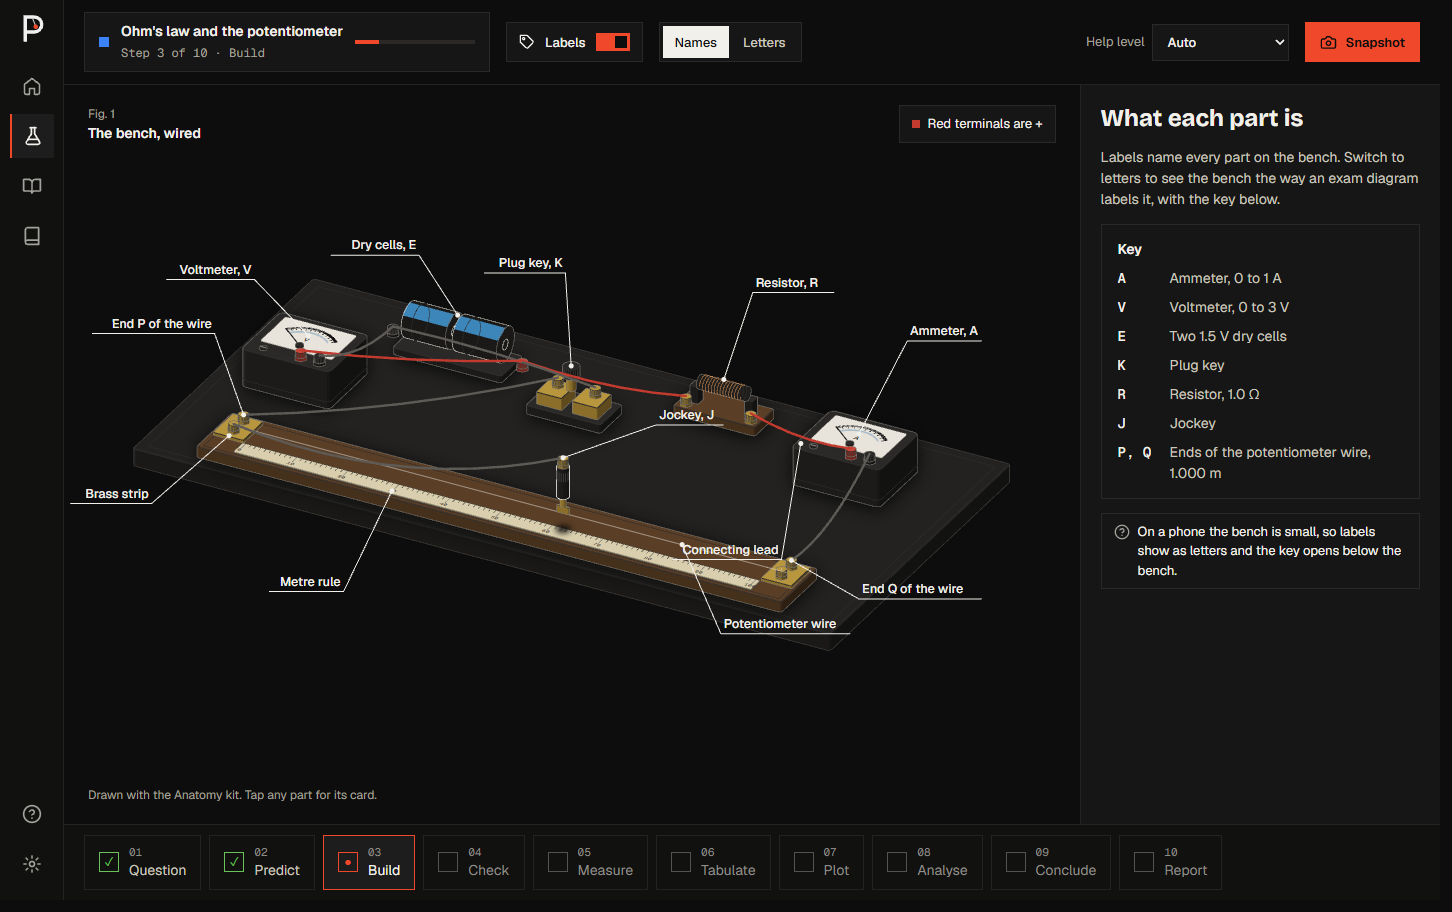 Ohm's law and the potentiometer
Step 3 of 10 · Build
Labels
Names
Letters
Help level
Auto
Snapshot
Fig. 1
The bench, wired
Red terminals are +
Dry cells, E
Plug key, K
Voltmeter, V
Resistor, R
End P of the wire
Ammeter, A
Jockey, J
Brass strip
Connecting lead
Metre rule
End Q of the wire
Potentiometer wire
Drawn with the Anatomy kit. Tap any part for its card.
What each part is
Labels name every part on the bench. Switch to
letters to see the bench the way an exam diagram
labels it, with the key below.
Key
A Ammeter, 0 to 1 A
V Voltmeter, 0 to 3 V
E Two 1.5 V dry cells
K Plug key
R Resistor, 1.0 Ω
J Jockey
P, Q Ends of the potentiometer wire,
1.000 m
On a phone the bench is small, so labels
show as letters and the key opens below the
bench.
01 Question
02 Predict
03 Build
04 Check
05 Measure
06 Tabulate
07 Plot
08 Analyse
09 Conclude
10 Report